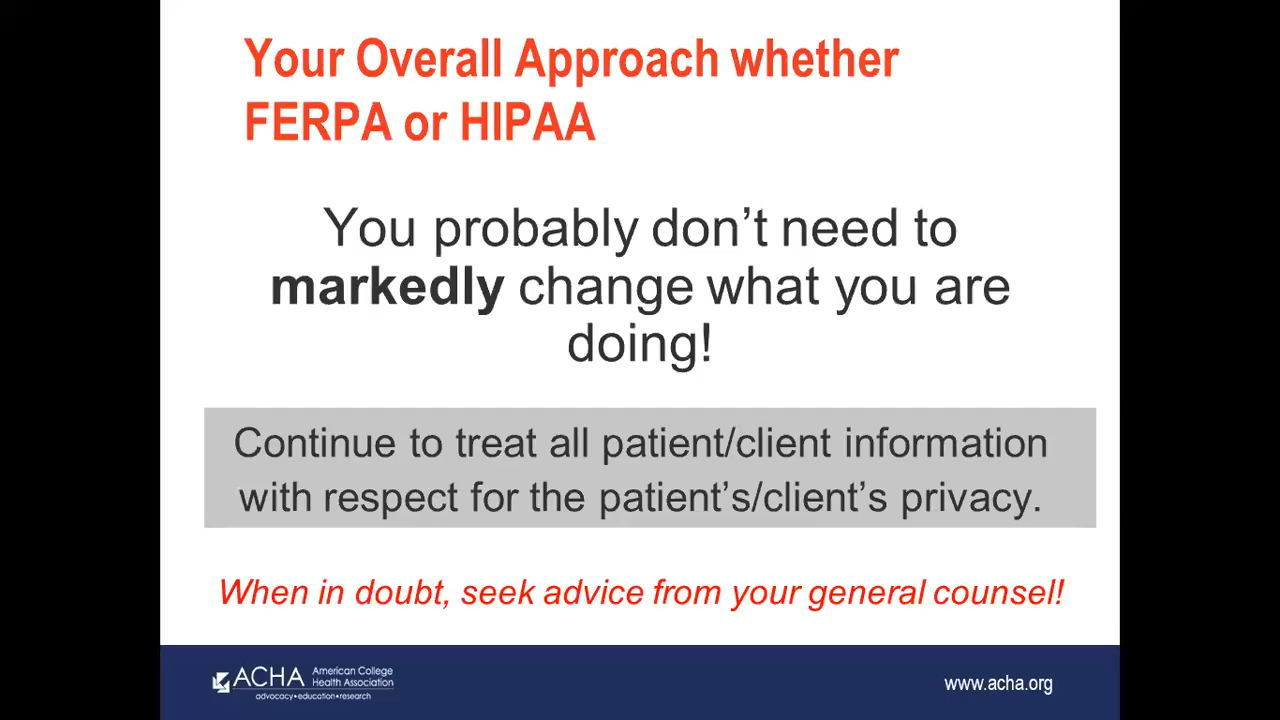 Your Overall Approach whether
FERPA or HIPAA
You probably don’t need to
markedly change what you are
doing!
Continue to treat all patient/client information
with respect for the patient’s/client’s privacy.
When in doubt, seek advice from your general counsel!
ACHA
American College
Health Association
advocacy•education•research
www.acha.org